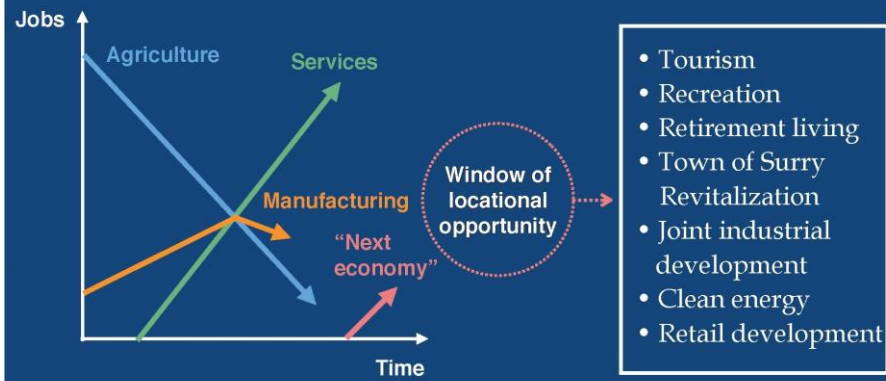 Jobs
Agriculture
Services
Manufacturing
“Next
economy”
Time
Window of
locational
opportunity
• Tourism
• Recreation
• Retirement living
• Town of Surry
Revitalization
• Joint industrial
development
• Clean energy
• Retail development